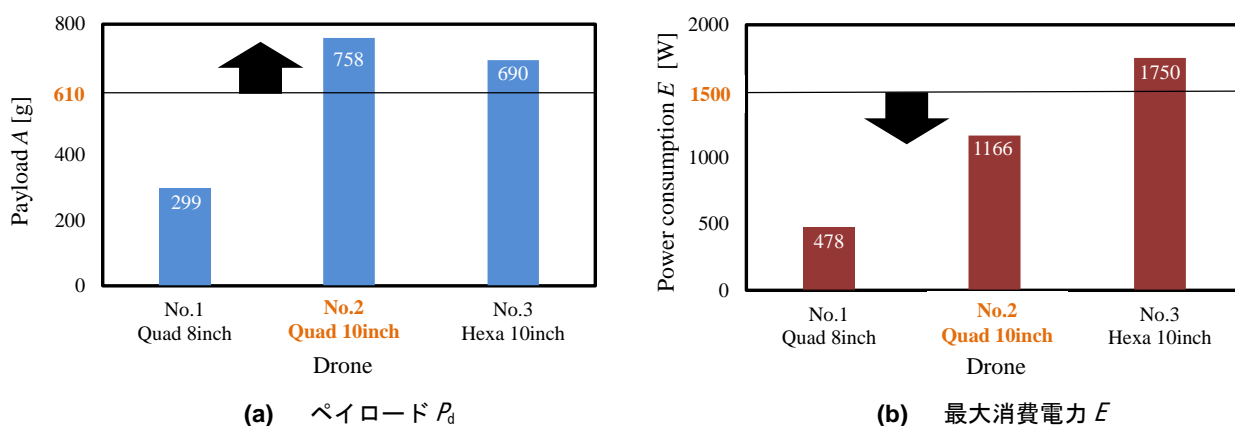 Payload A [g]
800
610
400
200
0
299
758
690
No.1
Quad 8inch
No.2
Quad 10inch
No.3
Hexa 10inch
Drone
(a) ペイロード Pd
Power consumption E [W]
2000
1500
1000
500
0
478
1166
1750
No.1
Quad 8inch
No.2
Quad 10inch
No.3
Hexa 10inch
Drone
(b) 最大消費電力 E